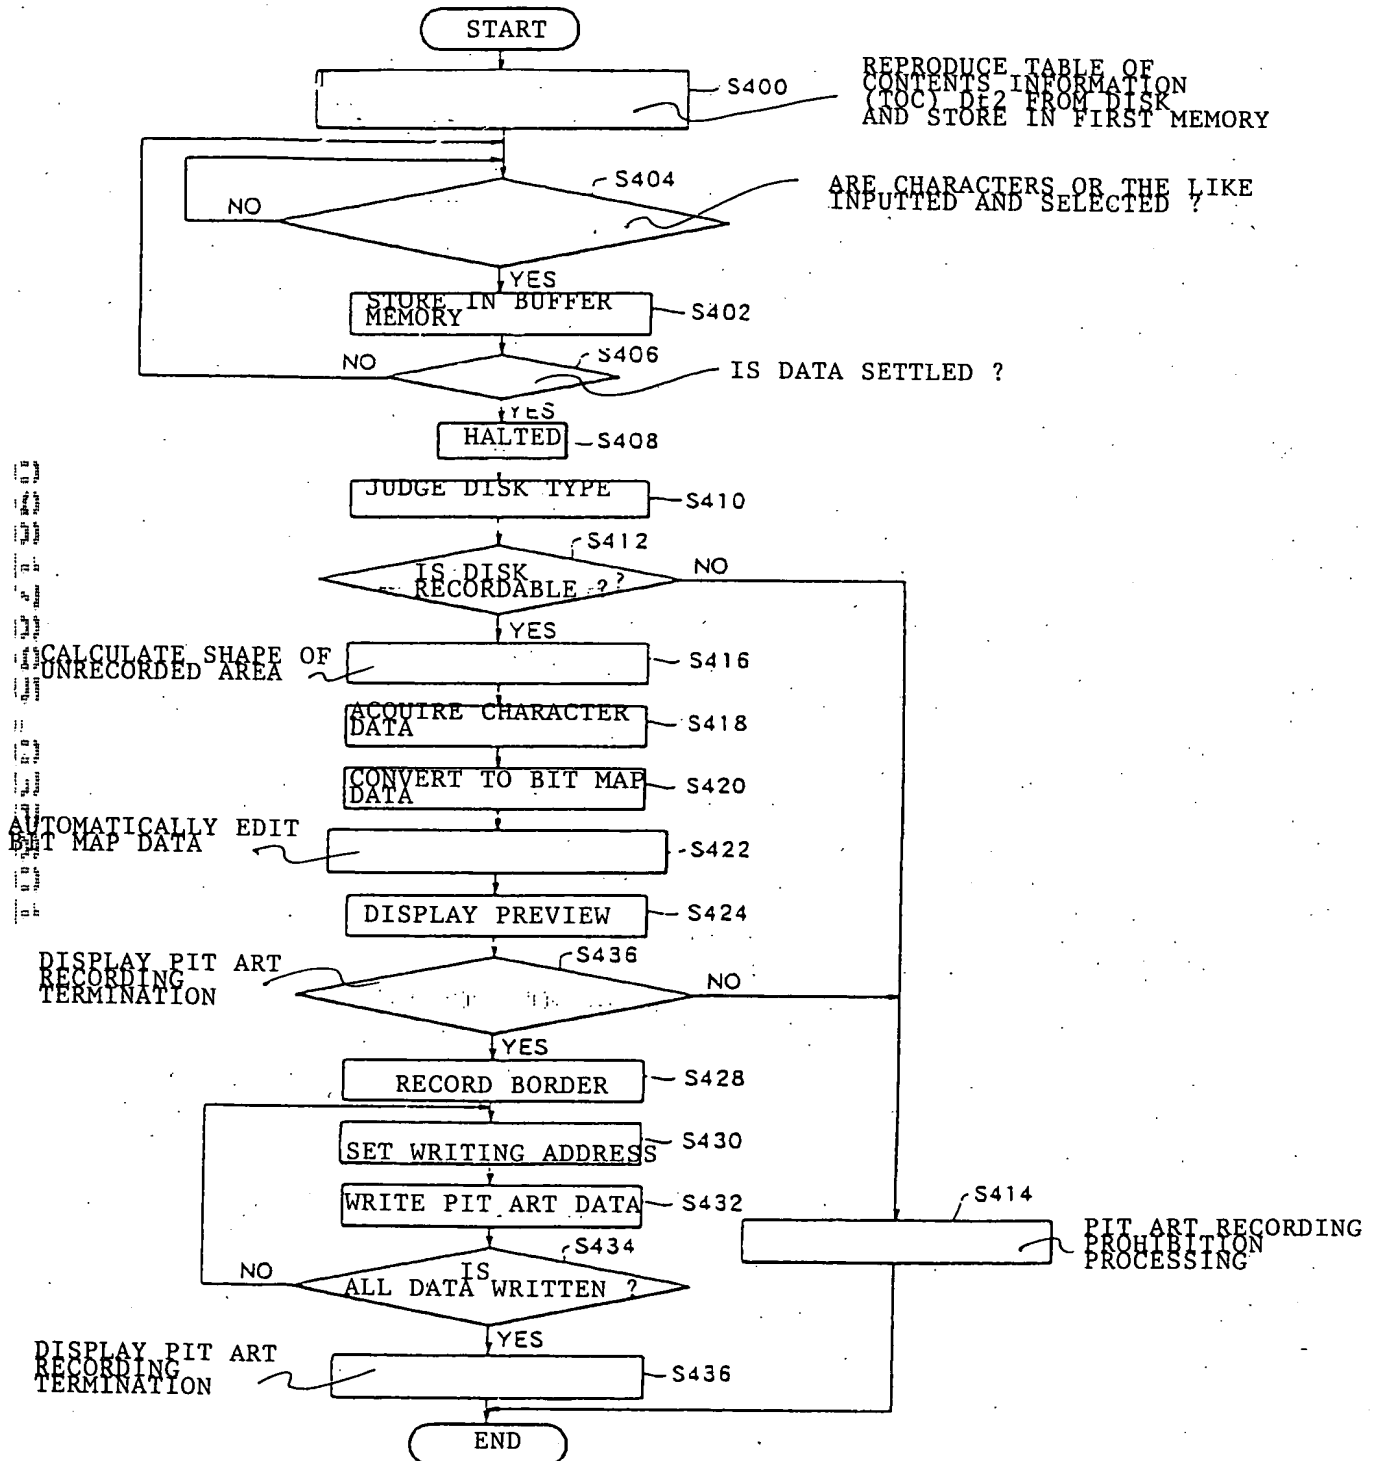 START
S400
REPRODUCE TABLE OF
CONTENTS INFORMATION
(TOC) Dt2 FROM DISK
AND STORE IN FIRST MEMORY
S404
ARE CHARACTERS OR THE LIKE
INPUTTED AND SELECTED ?
NO
YES
STORE IN BUFFER
MEMORY
S402
NO
S406
IS DATA SETTLED ?
YES
HALTED
S408
JUDGE DISK TYPE
S410
S412
IS DISK
RECORDABLE ??
NO
YES
CALCULATE SHAPE OF
UNRECORDED AREA
S416
ACQUIRE CHARACTER
DATA
S418
CONVERT TO BIT MAP
DATA
S420
AUTOMATICALLY EDIT
BIT MAP DATA
S422
DISPLAY PREVIEW
S424
DISPLAY PIT ART
RECORDING
TERMINATION
S436
NO
YES
RECORD BORDER
S428
SET WRITING ADDRESS
S430
WRITE PIT ART DATA
S432
S414
PIT ART RECORDING
PROHIBITION
PROCESSING
S434
IS
ALL DATA WRITTEN ?
NO
YES
DISPLAY PIT ART
RECORDING
TERMINATION
S436
END